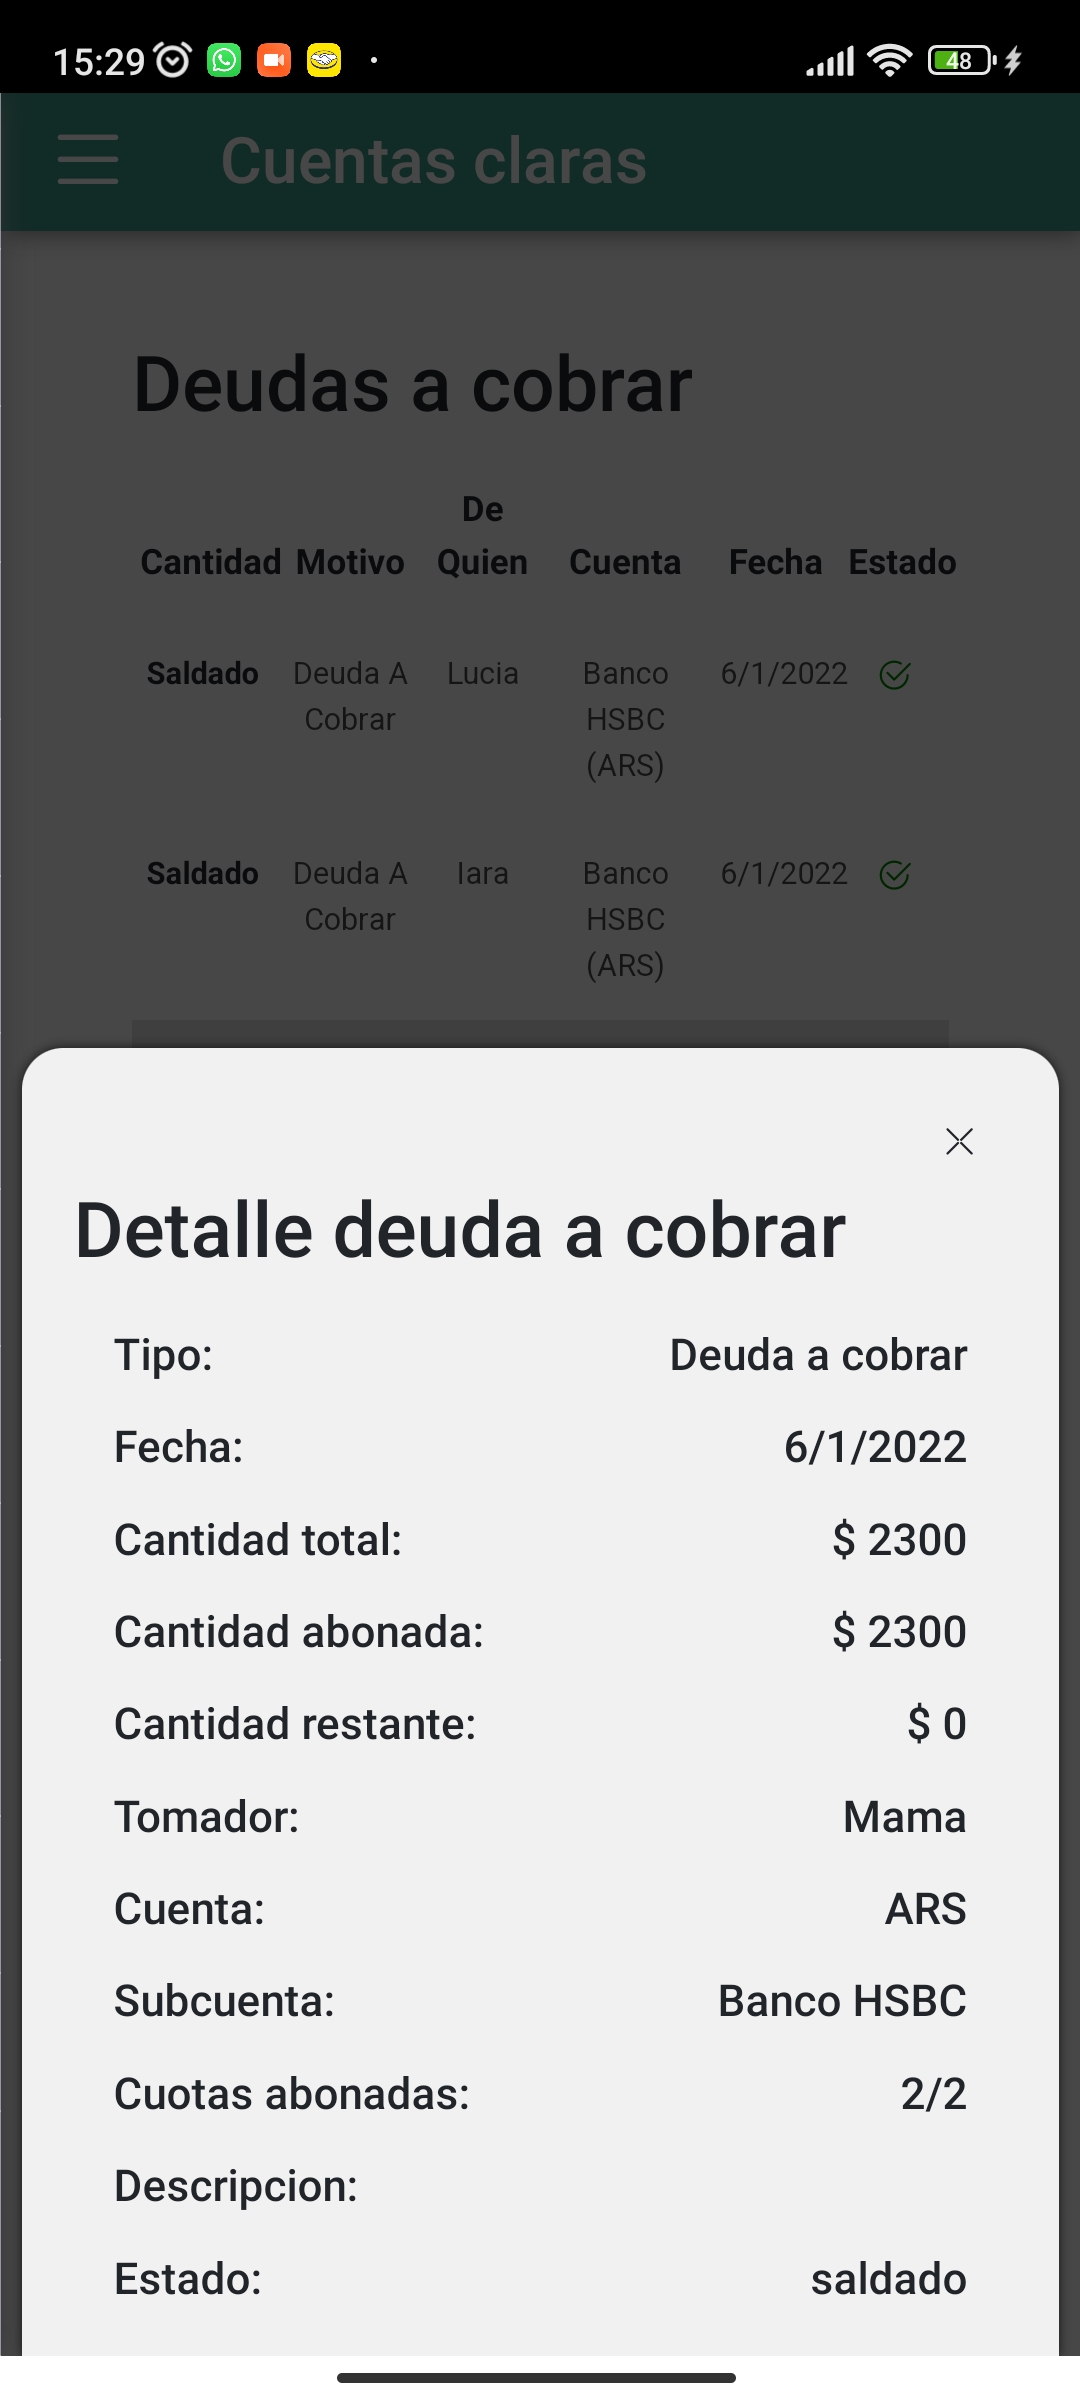 15:29
48
Cuentas claras
Deudas a cobrar
Cantidad Motivo De Quien Cuenta Fecha Estado
Saldado Deuda A Cobrar Lucia Banco HSBC (ARS) 6/1/2022
Saldado Deuda A Cobrar Iara Banco HSBC (ARS) 6/1/2022
Detalle deuda a cobrar
Tipo: Deuda a cobrar
Fecha: 6/1/2022
Cantidad total: $ 2300
Cantidad abonada: $ 2300
Cantidad restante: $ 0
Tomador: Mama
Cuenta: ARS
Subcuenta: Banco HSBC
Cuotas abonadas: 2/2
Descripcion:
Estado: saldado